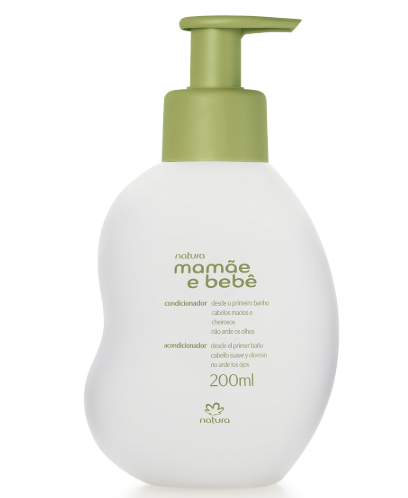 natura
mamãe
e bebê
condicionador desde o primeiro banho
cabelos macios e
cheirosos
não arde os olhos
acondicionador desde el primer baño
cabello suave y oloroso
no arde los ojos
200ml
natura